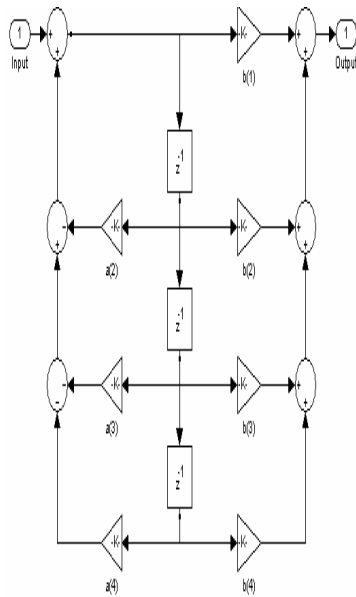 1
Input
+
+
-K-
b(1)
+
+
1
Output
-1
z
-
+
-K-
a(2)
-K-
b(2)
+
+
-1
z
-
-
-K-
a(3)
-K-
b(3)
+
+
-1
z
-K-
a(4)
-K-
b(4)